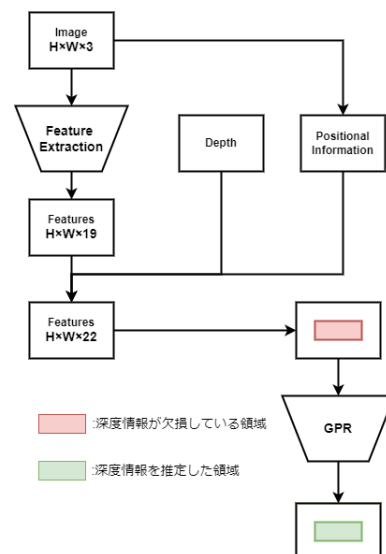 Image
H×W×3
Feature
Extraction
Depth
Positional
Information
Features
H×W×19
Features
H×W×22
:深度情報が欠損している領域
GPR
:深度情報を推定した領域